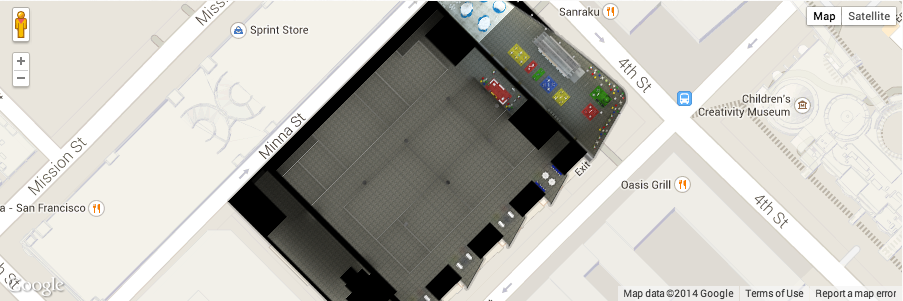 Mission
Sprint Store
Sanraku
Map
Satellite
4th St
Minna St
Children's
Creativity Museum
Mission St
Exit
Oasis Grill
4th St
a - San Francisco
Google
Map data ©2014 Google
Terms of Use
Report a map error